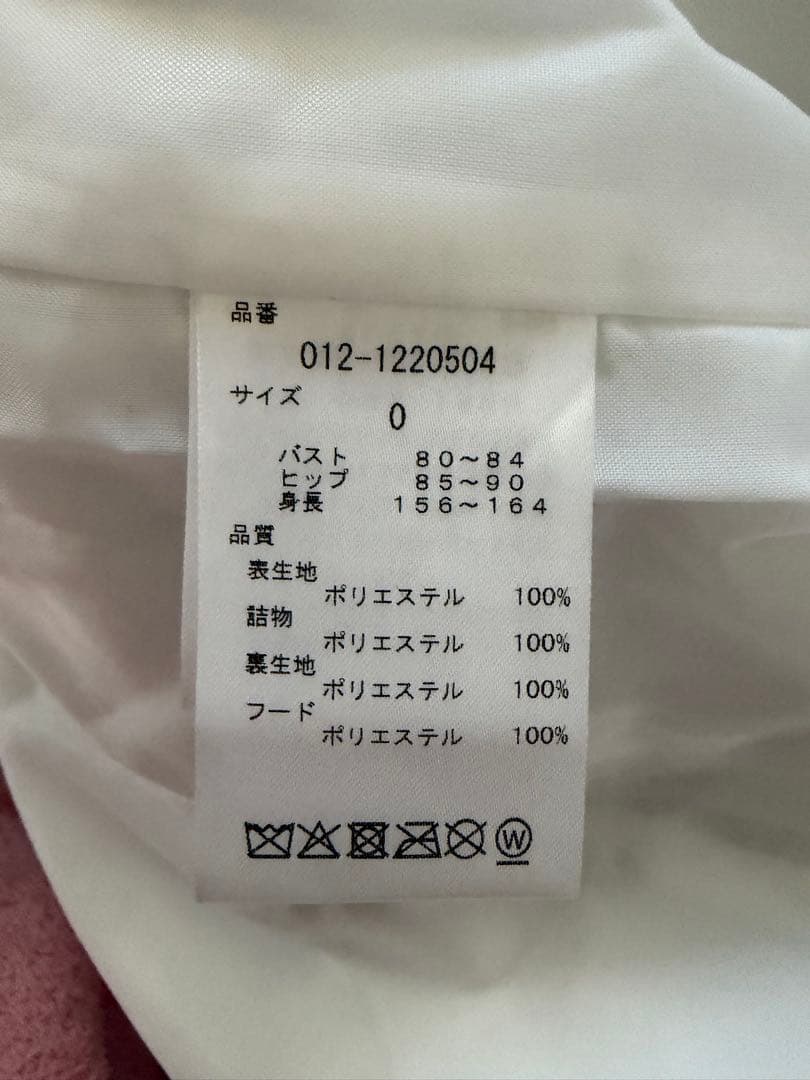 品番
012-1220504
サイズ
0
バスト 80～84
ヒップ 85～90
身長 156～164
品質
表生地
ポリエステル 100%
詰物
ポリエステル 100%
裏生地
ポリエステル 100%
フード
ポリエステル 100%
W